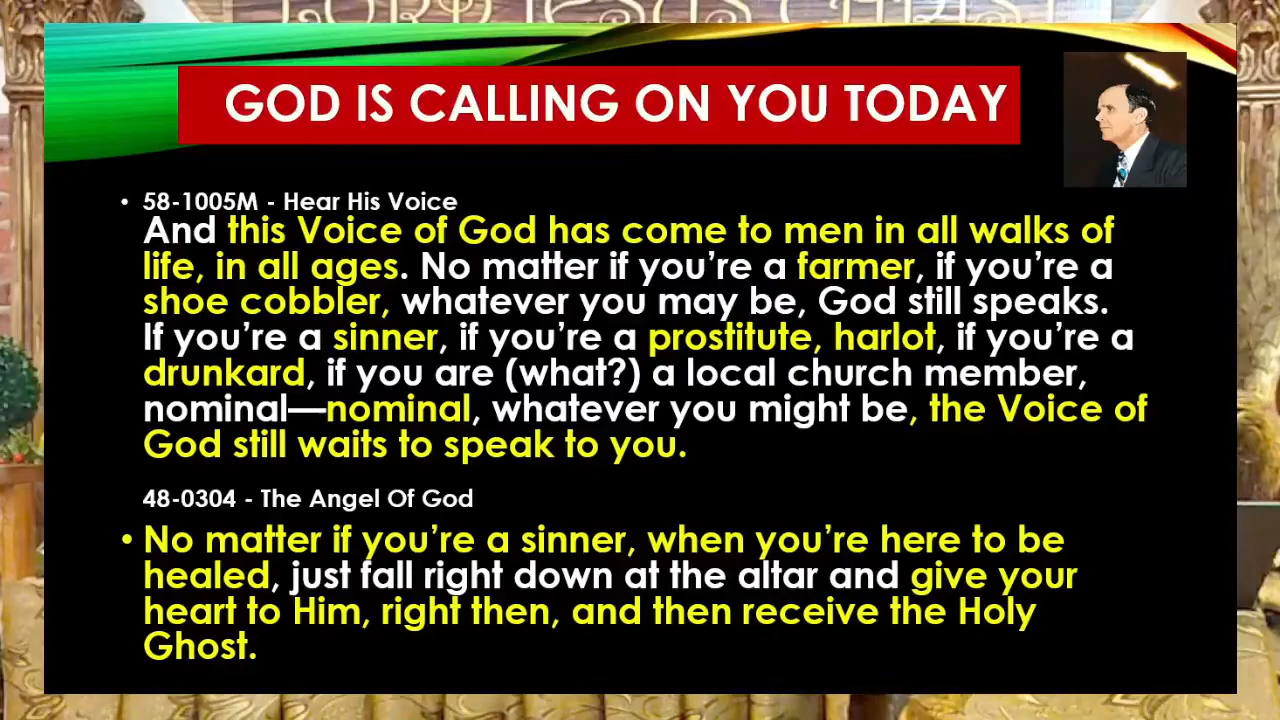 LORD JESUS CHRIST
GOD IS CALLING ON YOU TODAY
• 58-1005M - Hear His Voice
And this Voice of God has come to men in all walks of
life, in all ages. No matter if you’re a farmer, if you’re a
shoe cobbler, whatever you may be, God still speaks.
If you’re a sinner, if you’re a prostitute, harlot, if you’re a
drunkard, if you are (what?) a local church member,
nominal—nominal, whatever you might be, the Voice of
God still waits to speak to you.
48-0304 - The Angel Of God
• No matter if you’re a sinner, when you’re here to be
healed, just fall right down at the altar and give your
heart to Him, right then, and then receive the Holy
Ghost.